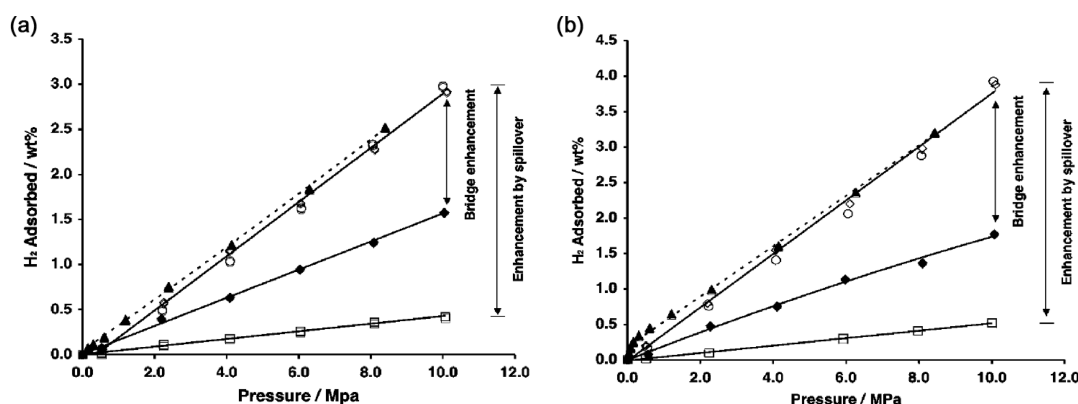 (a)
3.5
3.0
2.5
2.0
1.5
1.0
0.5
0.0
H₂ Adsorbed / wt%
0.0 2.0 4.0 6.0 8.0 10.0 12.0
Pressure / Mpa
Bridge enhancement
Enhancement by spillover
(b)
4.5
4.0
3.5
3.0
2.5
2.0
1.5
1.0
0.5
0.0
H₂ Adsorbed / wt%
0.0 2.0 4.0 6.0 8.0 10.0 12.0
Pressure / Mpa
Bridge enhancement
Enhancement by spillover